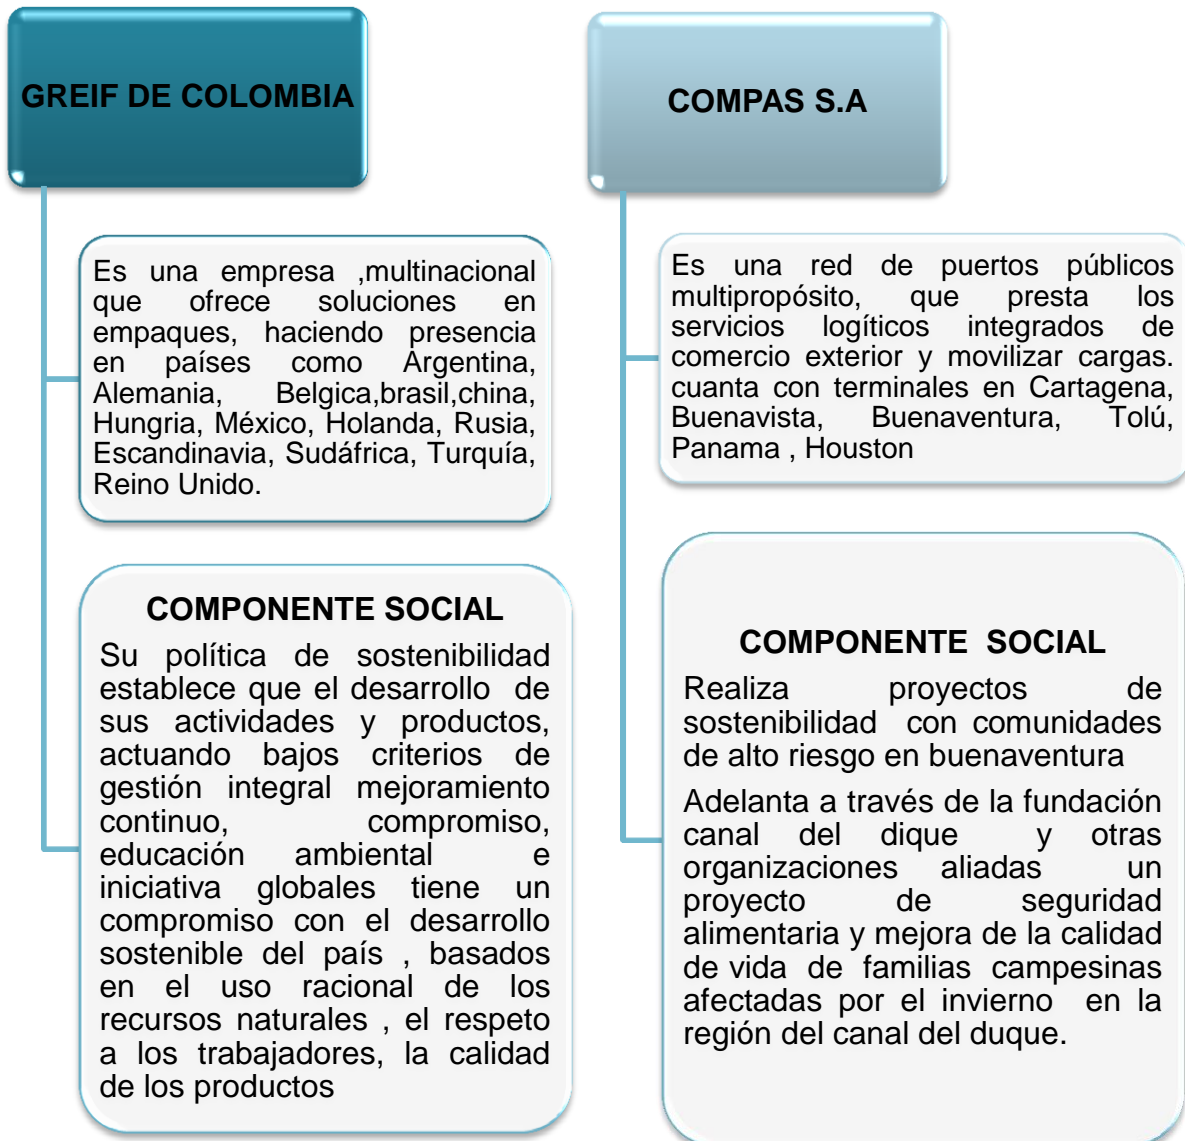 GREIF DE COLOMBIA
Es una empresa ,multinacional
que ofrece soluciones en
empaques, haciendo presencia
en países como Argentina,
Alemania, Belgica,brasil,china,
Hungria, México, Holanda, Rusia,
Escandinavia, Sudáfrica, Turquía,
Reino Unido.
COMPONENTE SOCIAL
Su política de sostenibilidad
establece que el desarrollo de
sus actividades y productos,
actuando bajos criterios de
gestión integral mejoramiento
continuo, compromiso,
educación ambiental e
iniciativa globales tiene un
compromiso con el desarrollo
sostenible del país , basados
en el uso racional de los
recursos naturales , el respeto
a los trabajadores, la calidad
de los productos
COMPAS S.A
Es una red de puertos públicos
multipropósito, que presta los
servicios logíticos integrados de
comercio exterior y movilizar cargas.
cuanta con terminales en Cartagena,
Buenavista, Buenaventura, Tolú,
Panama , Houston
COMPONENTE SOCIAL
Realiza proyectos de
sostenibilidad con comunidades
de alto riesgo en buenaventura
Adelanta a través de la fundación
canal del dique y otras
organizaciones aliadas un
proyecto de seguridad
alimentaria y mejora de la calidad
de vida de familias campesinas
afectadas por el invierno en la
región del canal del duque.